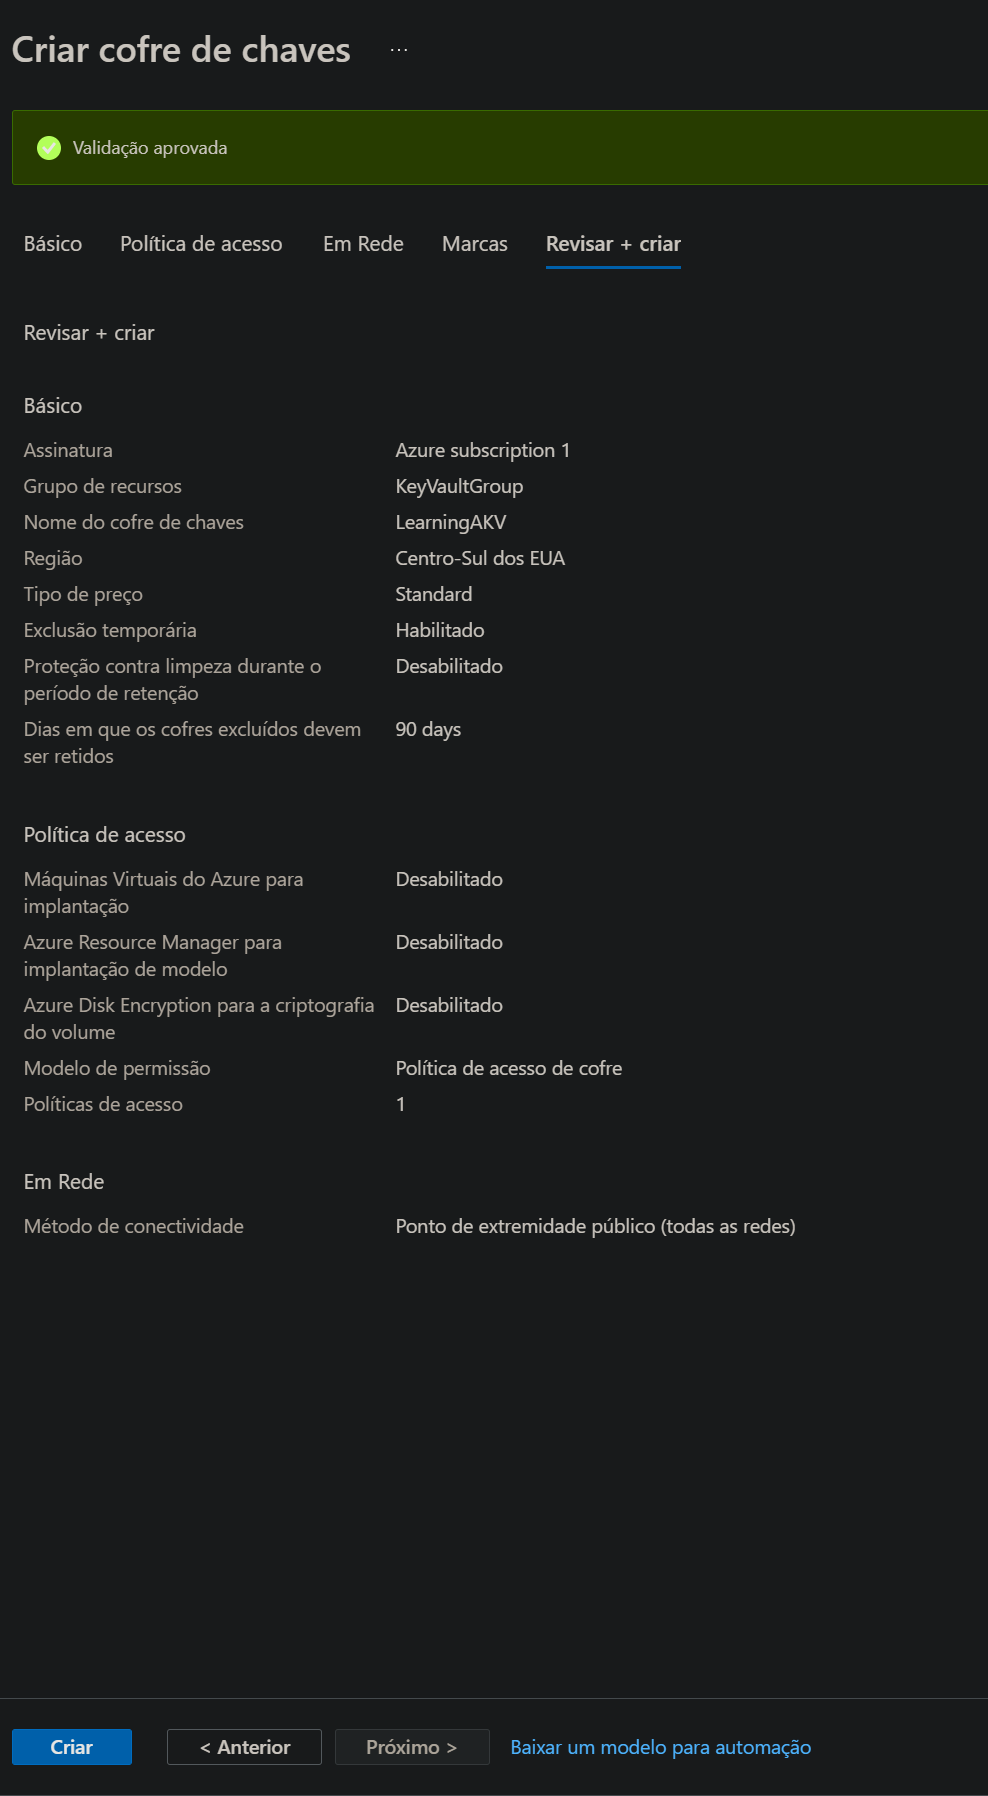 Criar cofre de chaves ...
Validação aprovada
Básico Política de acesso Em Rede Marcas Revisar + criar
Revisar + criar
Básico
Assinatura Azure subscription 1
Grupo de recursos KeyVaultGroup
Nome do cofre de chaves LearningAKV
Região Centro-Sul dos EUA
Tipo de preço Standard
Exclusão temporária Habilitado
Proteção contra limpeza durante o Desabilitado
período de retenção
Dias em que os cofres excluídos devem 90 days
ser retidos
Política de acesso
Máquinas Virtuais do Azure para Desabilitado
implantação
Azure Resource Manager para Desabilitado
implantação de modelo
Azure Disk Encryption para a criptografia Desabilitado
do volume
Modelo de permissão Política de acesso de cofre
Políticas de acesso 1
Em Rede
Método de conectividade Ponto de extremidade público (todas as redes)
Criar < Anterior Próximo > Baixar um modelo para automação